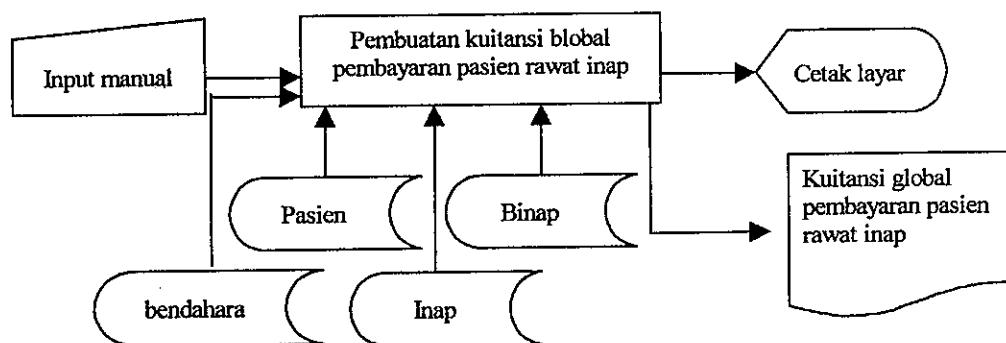 Input manual
Pembuatan kuitansi blobal
pembayaran pasien rawat inap
Cetak layar
Pasien
Binap
Kuitansi global
pembayaran pasien
rawat inap
bendahara
Inap